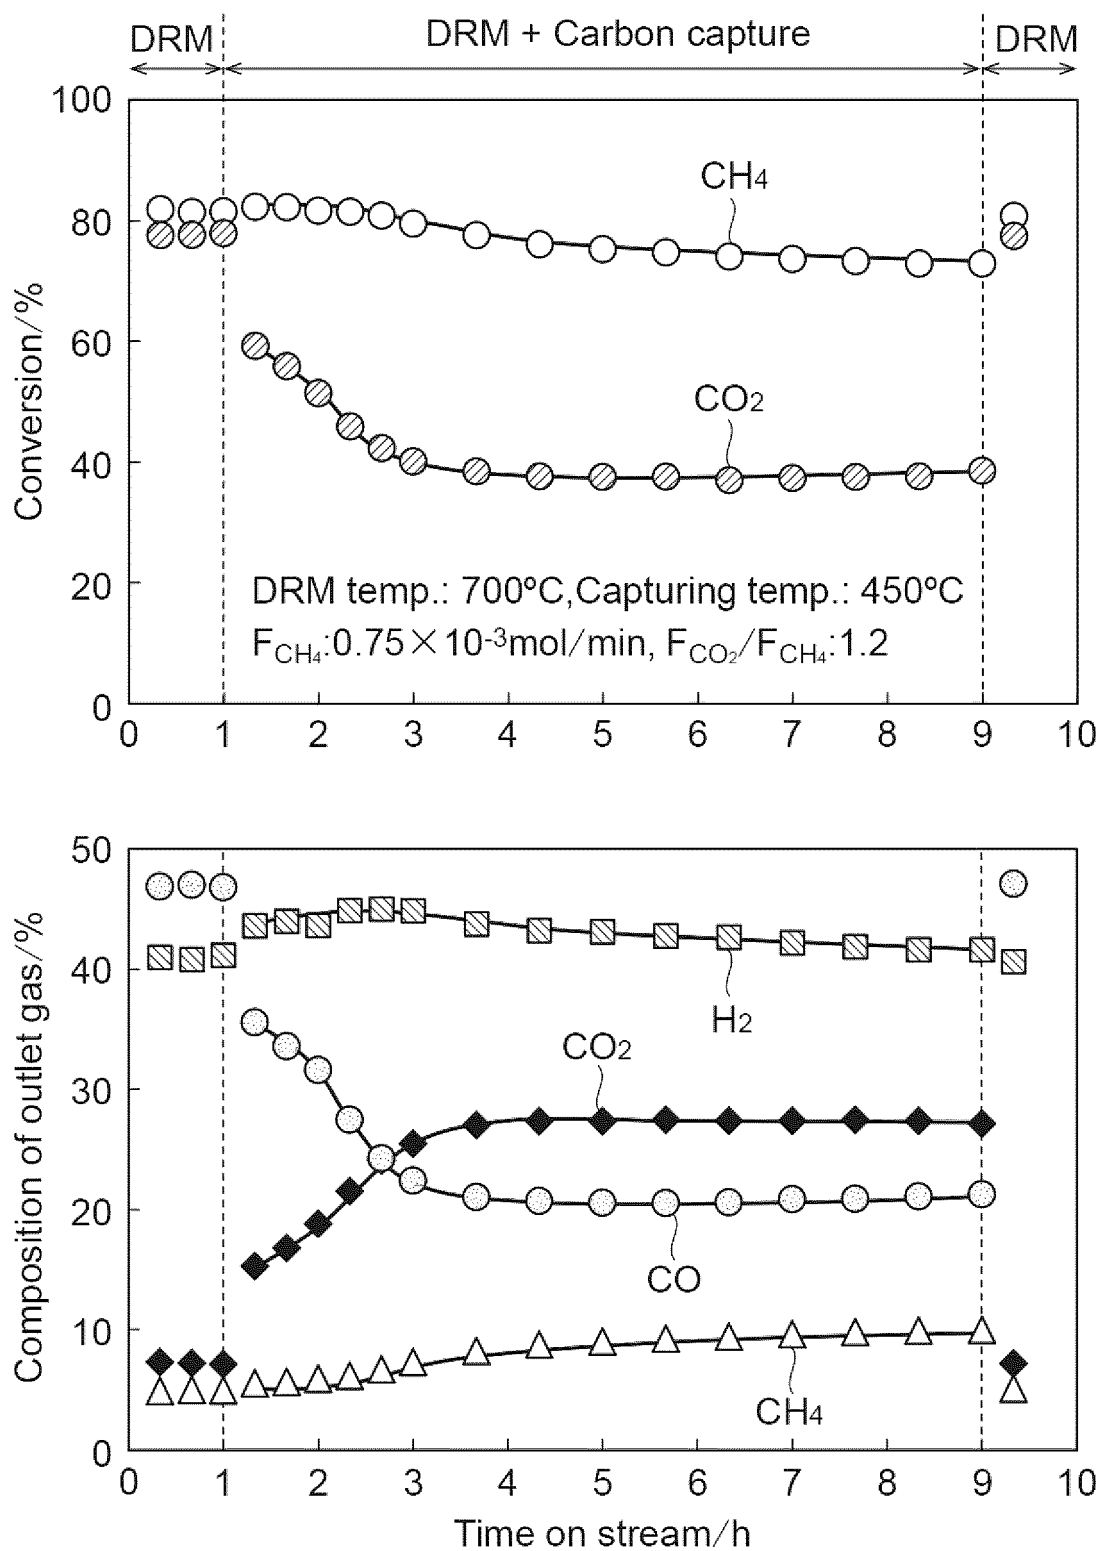 DRM DRM + Carbon capture DRM
100
80
60
40
20
0
Conversion/%
CH4
CO2
DRM temp.: 700ºC,Capturing temp.: 450ºC
FCH4:0.75×10-3mol/min, FCO2/FCH4:1.2
0 1 2 3 4 5 6 7 8 9 10
50
40
30
20
10
0
Composition of outlet gas/%
H2
CO2
CO
CH4
0 1 2 3 4 5 6 7 8 9 10
Time on stream/h